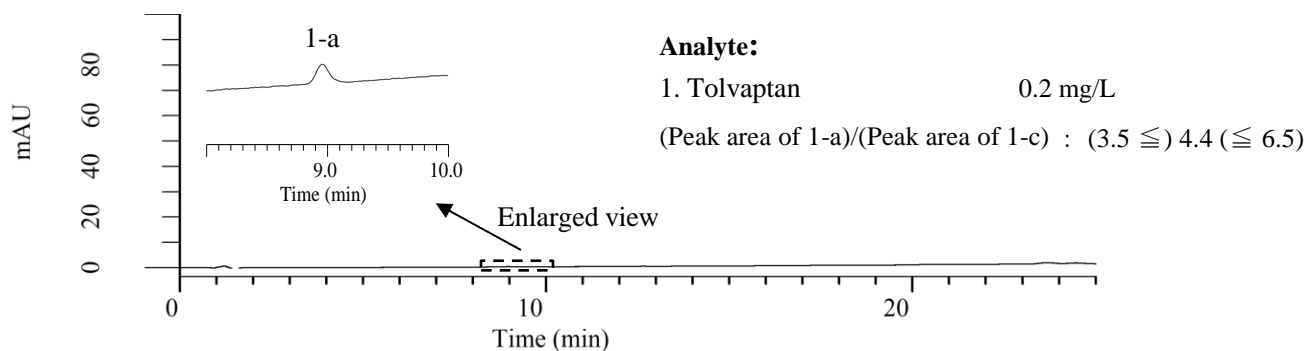 1-a
Analyte:
1. Tolvaptan 0.2 mg/L
(Peak area of 1-a)/(Peak area of 1-c) : (3.5 ≦) 4.4 (≦ 6.5)
mAU
80
60
40
20
0
9.0 10.0
Time (min)
Enlarged view
0 10 20
Time (min)